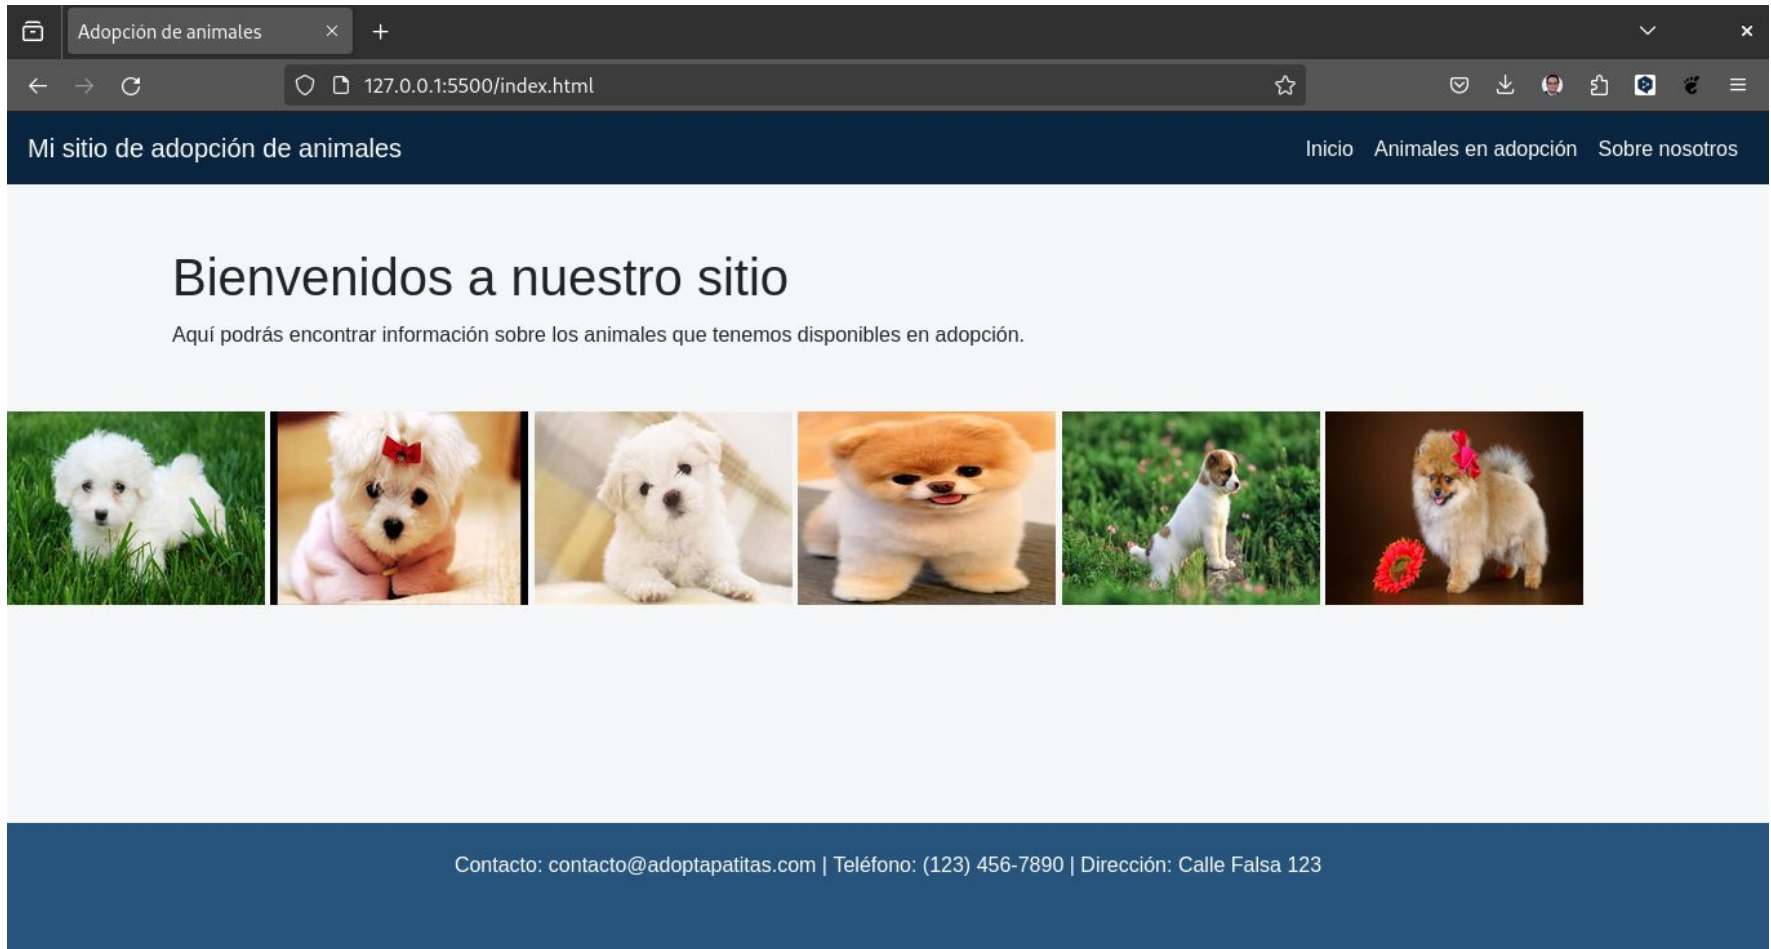 Adopción de animales
127.0.0.1:5500/index.html
Mi sitio de adopción de animales
Inicio Animales en adopción Sobre nosotros
Bienvenidos a nuestro sitio
Aquí podrás encontrar información sobre los animales que tenemos disponibles en adopción.
Contacto: contacto@adoptapatitas.com | Teléfono: (123) 456-7890 | Dirección: Calle Falsa 123